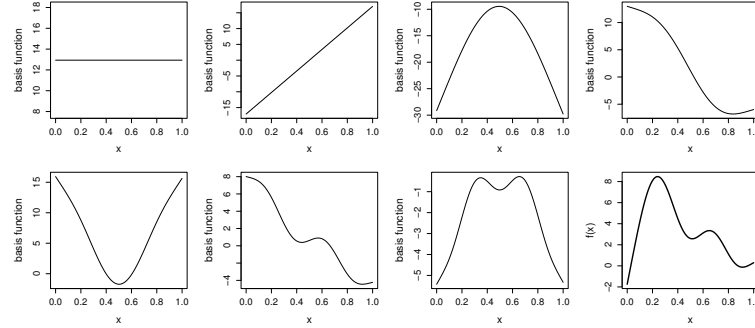 basis function
8 10 12 14 16 18
0.0 0.2 0.4 0.6 0.8 1.0
x
basis function
−15 −5 5 15
0.0 0.2 0.4 0.6 0.8 1.0
x
basis function
−30 −25 −20 −15 −10
0.0 0.2 0.4 0.6 0.8 1.0
x
basis function
−5 0 5 10
0.0 0.2 0.4 0.6 0.8 1.
x
basis function
0 5 10 15
0.0 0.2 0.4 0.6 0.8 1.0
x
basis function
−4 0 2 4 6 8
0.0 0.2 0.4 0.6 0.8 1.0
x
basis function
−5 −4 −3 −2 −1
0.0 0.2 0.4 0.6 0.8 1.0
x
f(x)
−2 0 2 4 6 8
0.0 0.2 0.4 0.6 0.8 1.
x